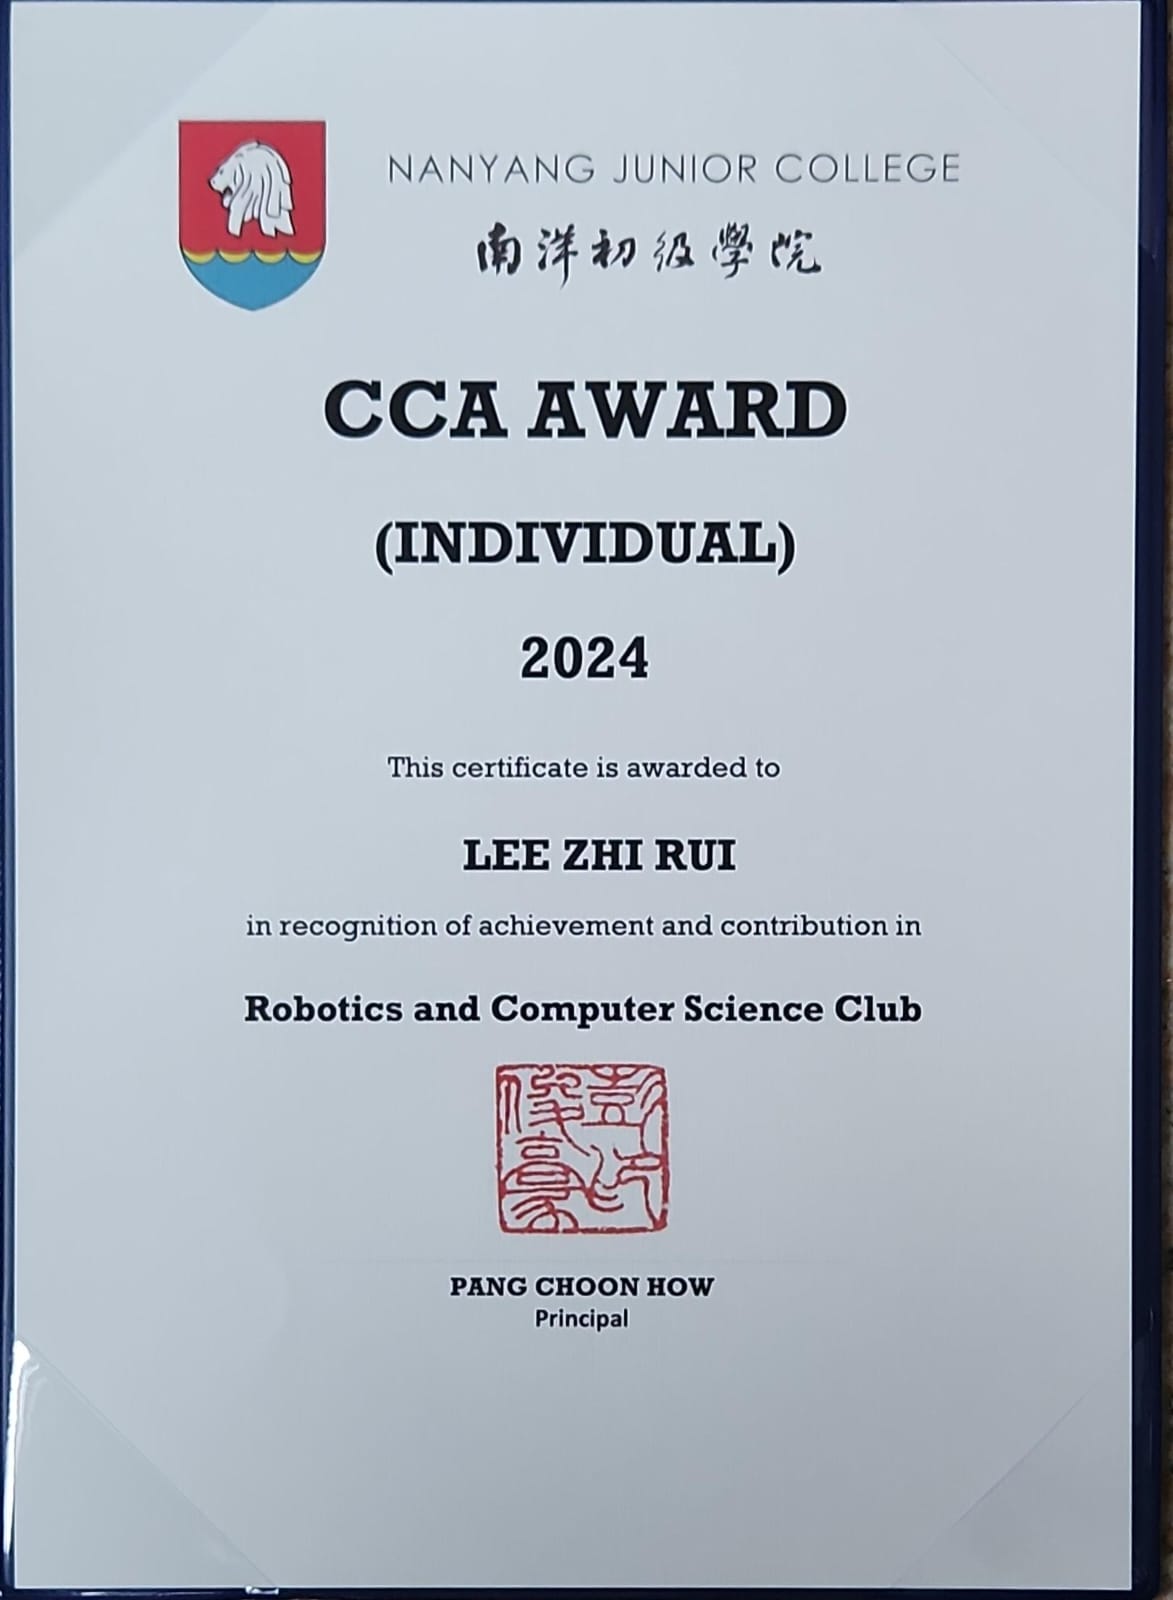 NANYANG JUNIOR COLLEGE
南洋初级學院
CCA AWARD
(INDIVIDUAL)
2024
This certificate is awarded to
LEE ZHI RUI
in recognition of achievement and contribution in
Robotics and Computer Science Club
PANG CHOON HOW
Principal